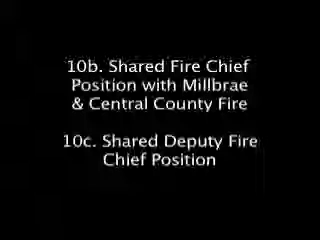 10b. Shared Fire Chief
Position with Millbrae
& Central County Fire
10c. Shared Deputy Fire
Chief Position